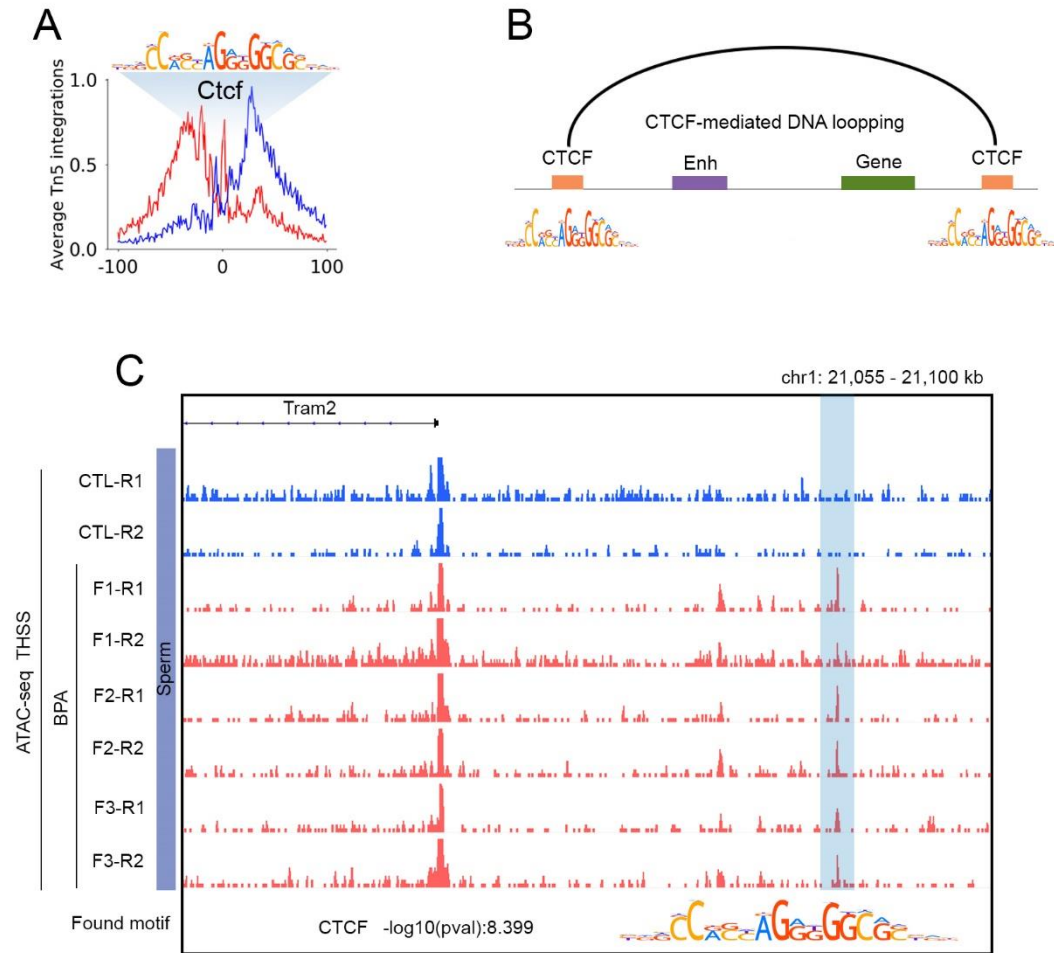 A
Ctcf
Average Tn5 integrations
1.0
0.5
0.0
-100 0 100
B
CTCF-mediated DNA loopping
CTCF Enh Gene CTCF
C
chr1: 21,055 - 21,100 kb
Tram2
ATAC-seq THSS
BPA
Sperm
CTL-R1
CTL-R2
F1-R1
F1-R2
F2-R1
F2-R2
F3-R1
F3-R2
Found motif CTCF -log10(pval):8.399